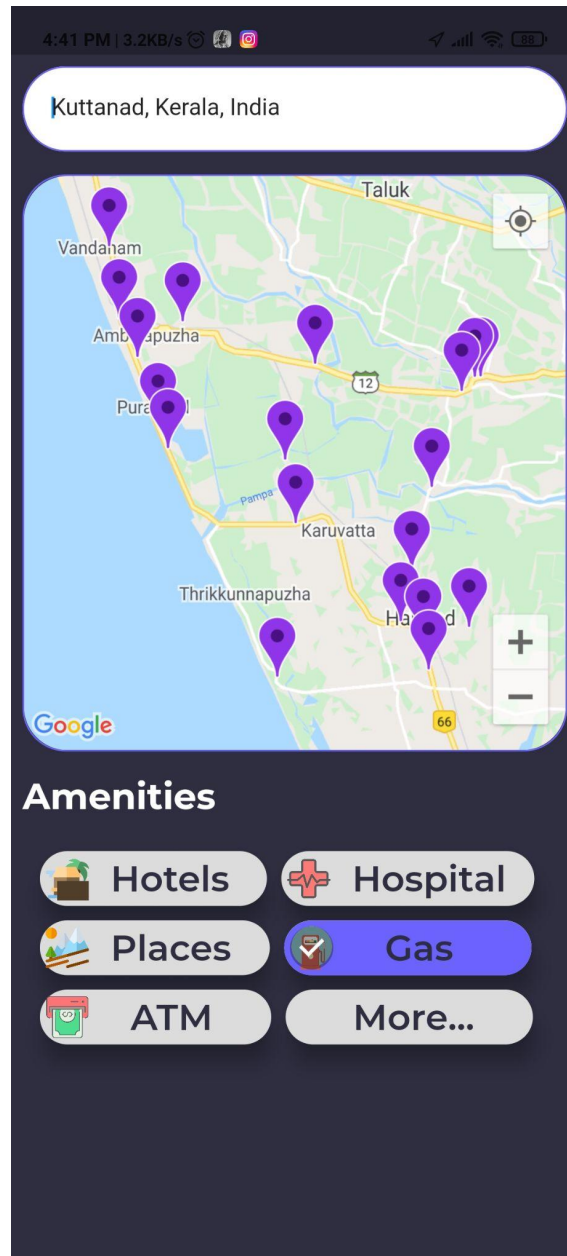 4:41 PM | 3.2KB/s
88
Kuttanad, Kerala, India
Taluk
Vandanam
12
Pampa
Karuvatta
Thrikkunnapuzha
66
Google
Amenities
Hotels
Hospital
Places
Gas
ATM
More...